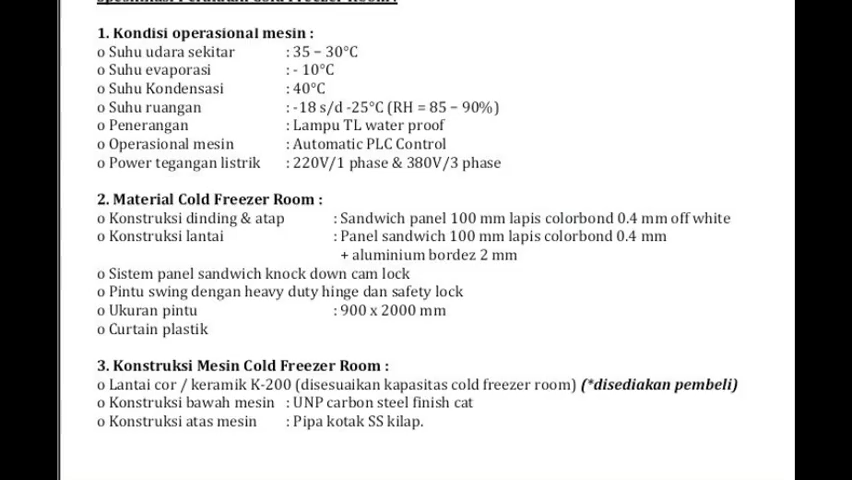 Spesifikasi Peralatan Cold Freezer Room :
1. Kondisi operasional mesin :
o Suhu udara sekitar : 35 – 30°C
o Suhu evaporasi : - 10°C
o Suhu Kondensasi : 40°C
o Suhu ruangan : -18 s/d -25°C (RH = 85 – 90%)
o Penerangan : Lampu TL water proof
o Operasional mesin : Automatic PLC Control
o Power tegangan listrik : 220V/1 phase & 380V/3 phase
2. Material Cold Freezer Room :
o Konstruksi dinding & atap : Sandwich panel 100 mm lapis colorbond 0.4 mm off white
o Konstruksi lantai : Panel sandwich 100 mm lapis colorbond 0.4 mm
+ aluminium bordez 2 mm
o Sistem panel sandwich knock down cam lock
o Pintu swing dengan heavy duty hinge dan safety lock
o Ukuran pintu : 900 x 2000 mm
o Curtain plastik
3. Konstruksi Mesin Cold Freezer Room :
o Lantai cor / keramik K-200 (disesuaikan kapasitas cold freezer room) (*disediakan pembeli)
o Konstruksi bawah mesin : UNP carbon steel finish cat
o Konstruksi atas mesin : Pipa kotak SS kilap.